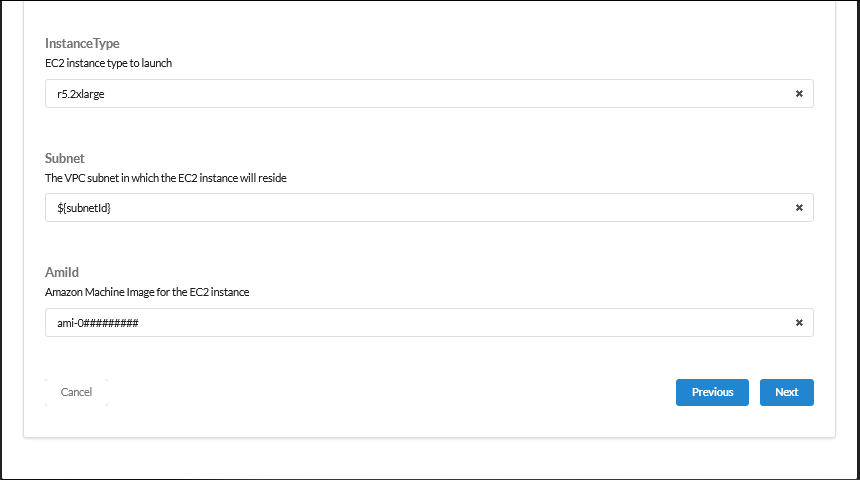 InstanceType
EC2 instance type to launch
r5.2xlarge
Subnet
The VPC subnet in which the EC2 instance will reside
${subnetId}
AmiId
Amazon Machine Image for the EC2 instance
ami-0#########
Cancel
Previous
Next